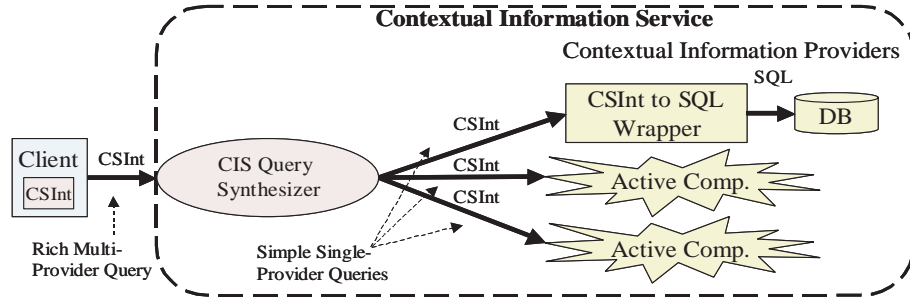 Contextual Information Service
Contextual Information Providers
SQL
CSInt to SQL
Wrapper
DB
CSInt
Client
CSInt
CSInt
CIS Query
Synthesizer
CSInt
Active Comp.
CSInt
Active Comp.
Rich Multi-
Provider Query
Simple Single-
Provider Queries